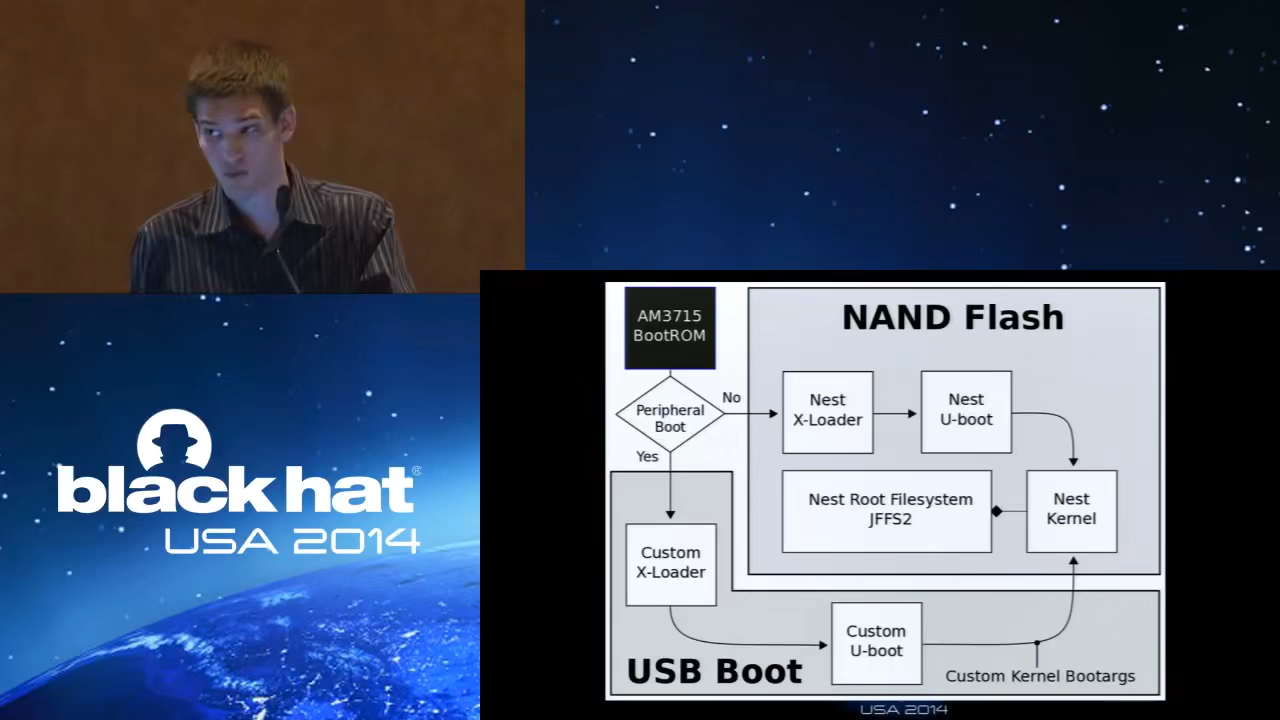 AM3715
BootROM
NAND Flash
Peripheral
Boot
No
Yes
Nest
X-Loader
Nest
U-boot
Nest Root Filesystem
JFFS2
Nest
Kernel
Custom
X-Loader
Custom
U-boot
USB Boot
Custom Kernel Bootargs
black hat®
USA 2014
USA 2014